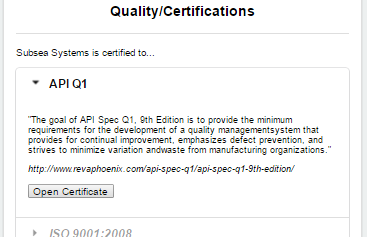 Quality/Certifications
Subsea Systems is certified to...
API Q1
"The goal of API Spec Q1, 9th Edition is to provide the minimum
requirements for the development of a quality managementsystem that
provides for continual improvement, emphasizes defect prevention, and
strives to minimize variation andwaste from manufacturing organizations."
http://www.revaphoenix.com/api-spec-q1/api-spec-q1-9th-edition/
Open Certificate
ISO 9001:2008